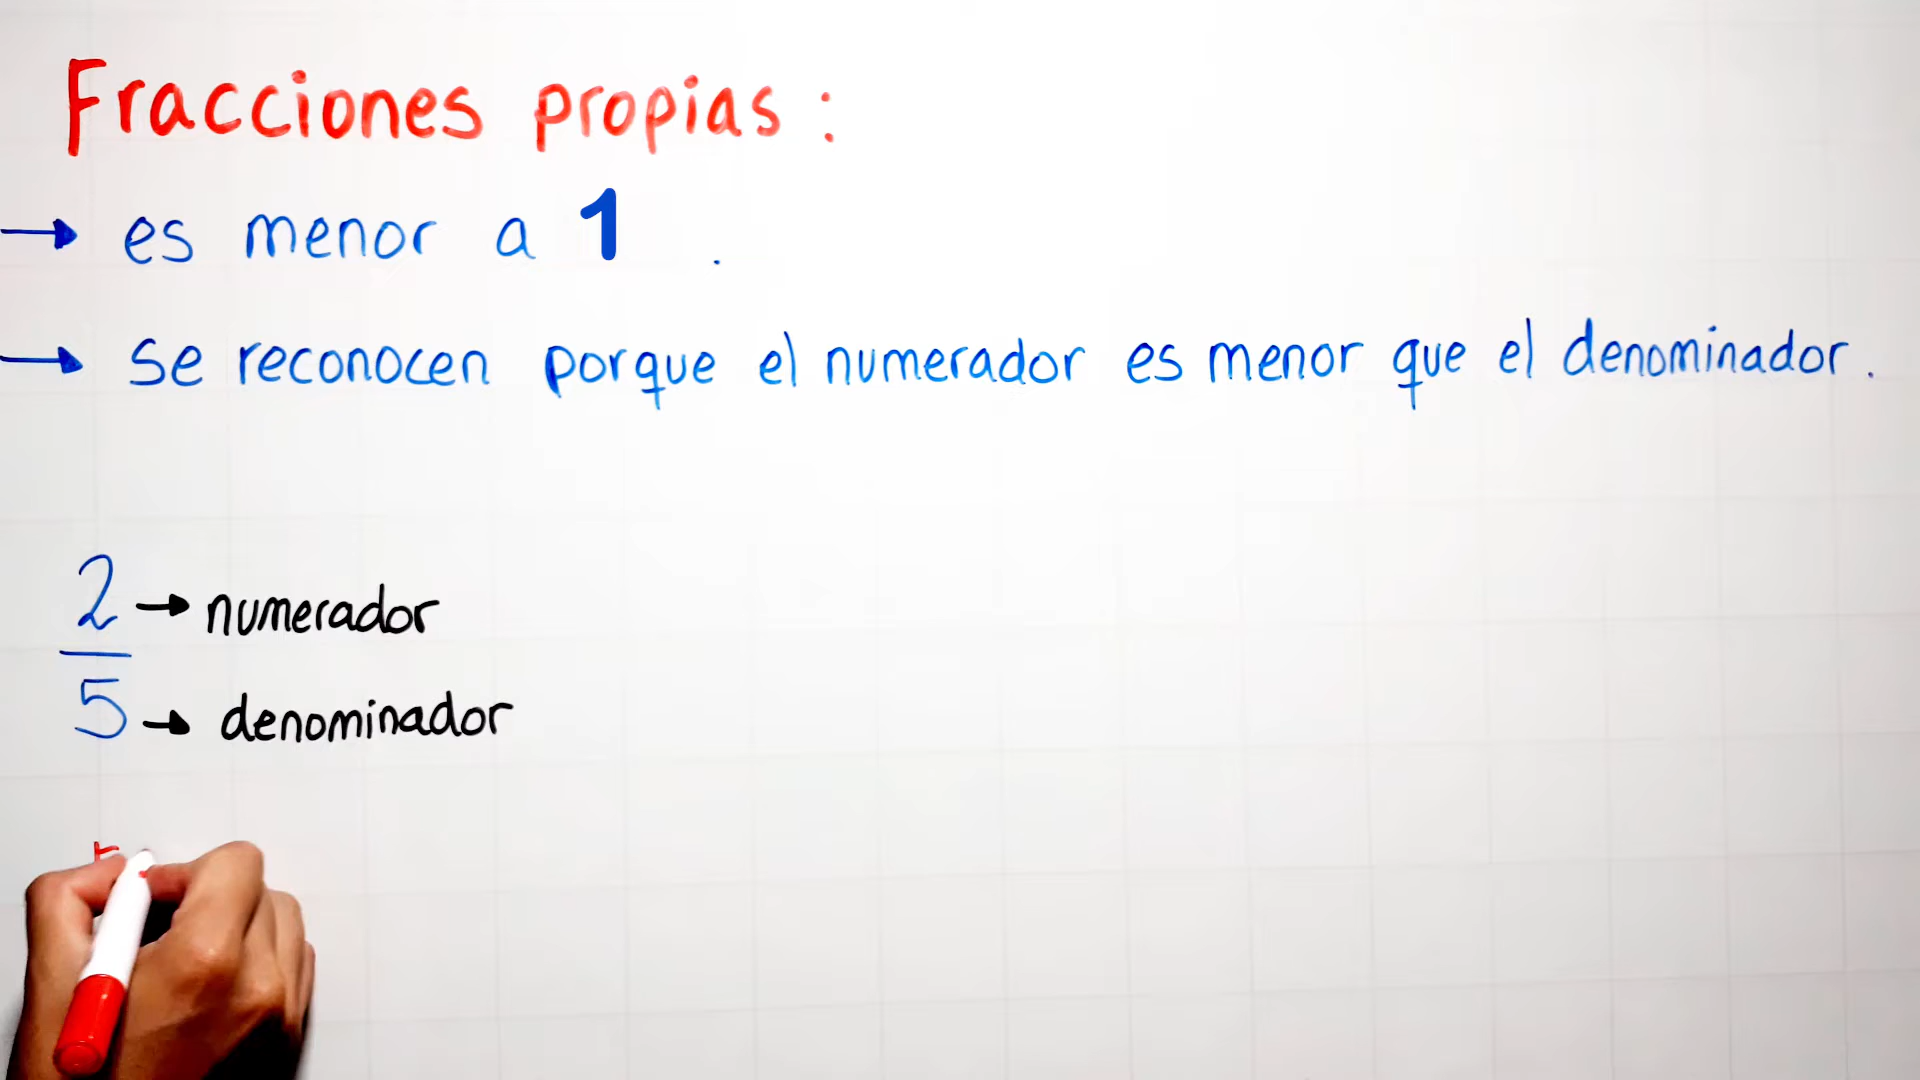 Fracciones propias :
→ es menor a 1 .
→ se reconocen porque el numerador es menor que el denominador .
2 → numerador
5 → denominador